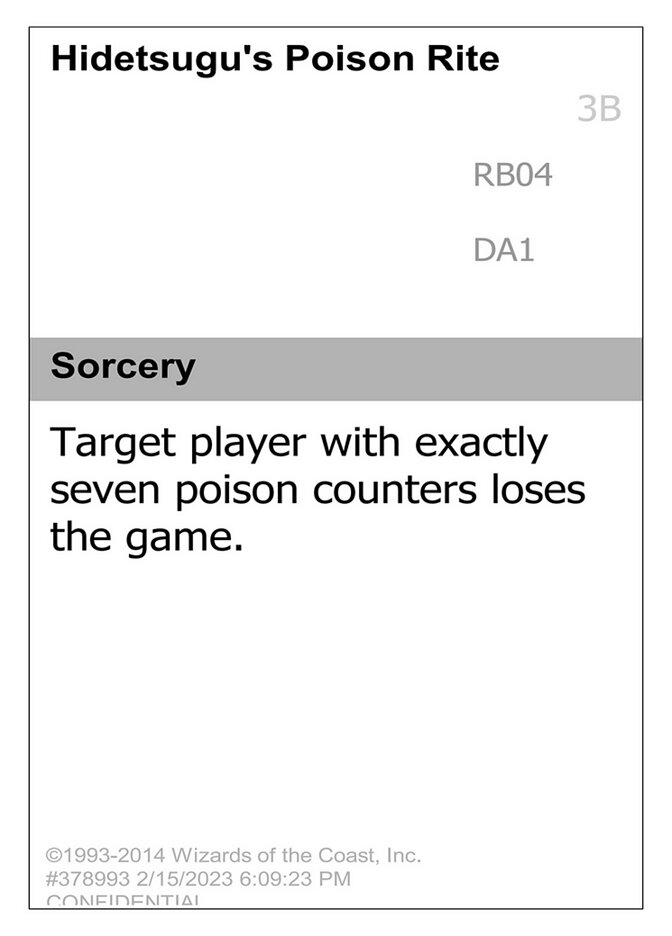 Hidetsugu's Poison Rite
3B
RB04
DA1
Sorcery
Target player with exactly
seven poison counters loses
the game.
©1993-2014 Wizards of the Coast, Inc.
#378993 2/15/2023 6:09:23 PM
CONFIDENTIAL